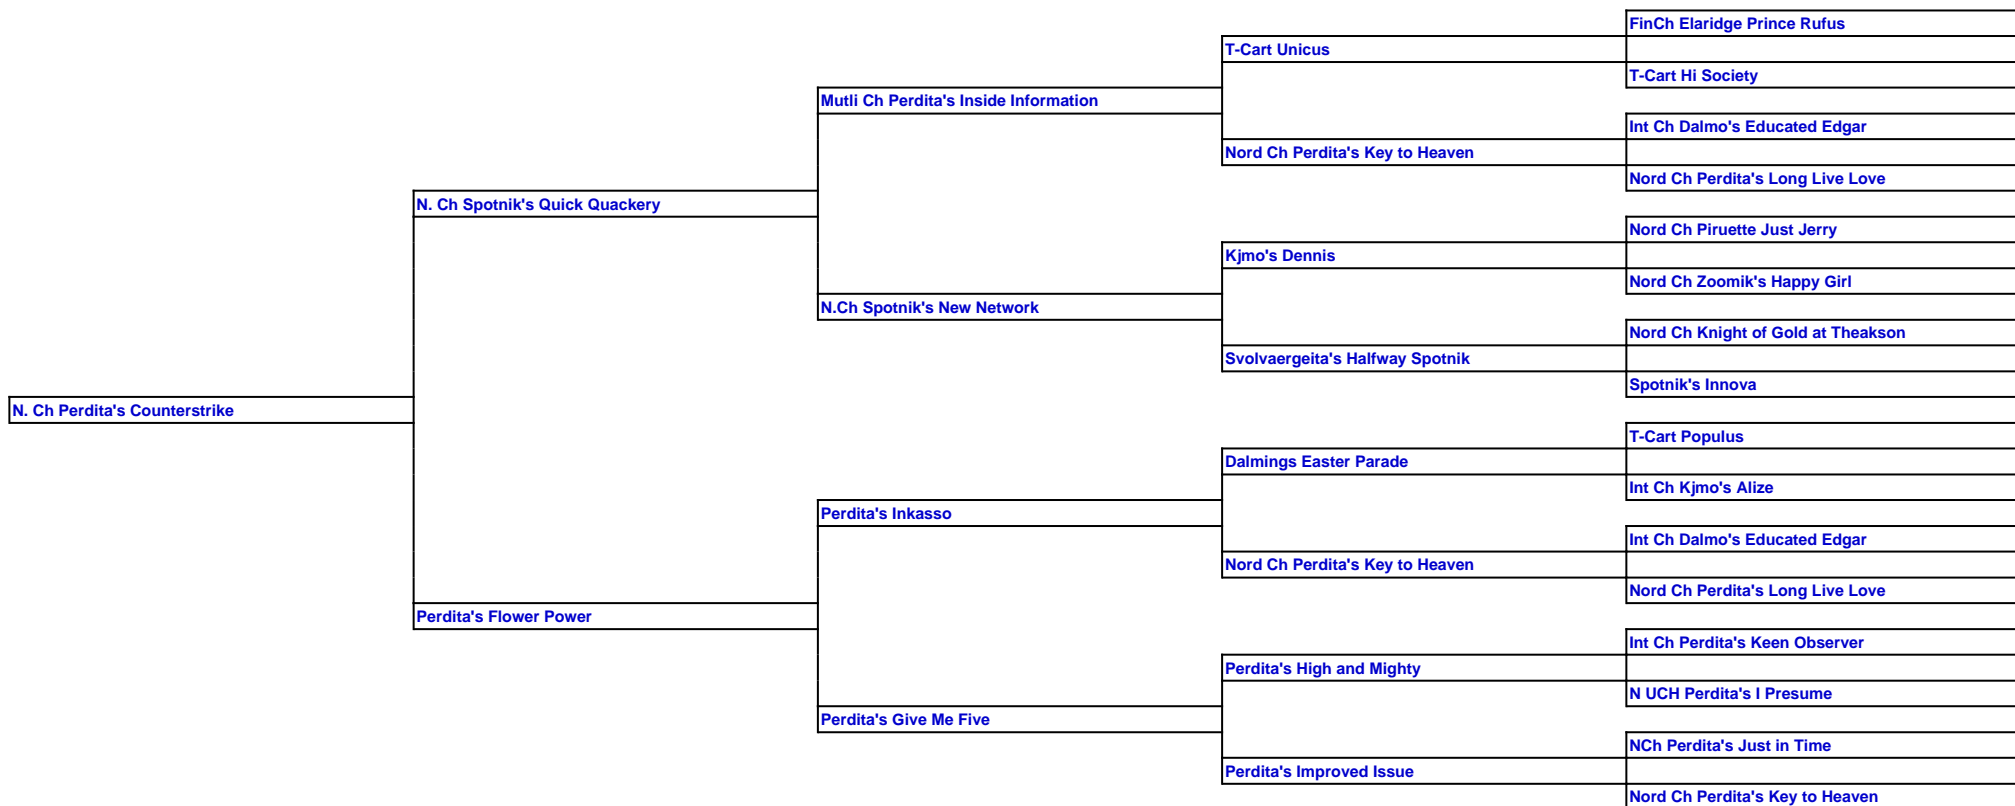 FinCh Elaridge Prince Rufus
T-Cart Unicus
T-Cart Hi Society
Mutli Ch Perdita's Inside Information
Int Ch Dalmo's Educated Edgar
Nord Ch Perdita's Key to Heaven
Nord Ch Perdita's Long Live Love
N. Ch Spotnik's Quick Quackery
Nord Ch Piruette Just Jerry
Kjmo's Dennis
Nord Ch Zoomik's Happy Girl
N.Ch Spotnik's New Network
Nord Ch Knight of Gold at Theakson
Svolvaergeita's Halfway Spotnik
Spotnik's Innova
N. Ch Perdita's Counterstrike
T-Cart Populus
Dalmings Easter Parade
Int Ch Kjmo's Alize
Perdita's Inkasso
Int Ch Dalmo's Educated Edgar
Nord Ch Perdita's Key to Heaven
Nord Ch Perdita's Long Live Love
Perdita's Flower Power
Int Ch Perdita's Keen Observer
Perdita's High and Mighty
N UCH Perdita's I Presume
Perdita's Give Me Five
NCh Perdita's Just in Time
Perdita's Improved Issue
Nord Ch Perdita's Key to Heaven